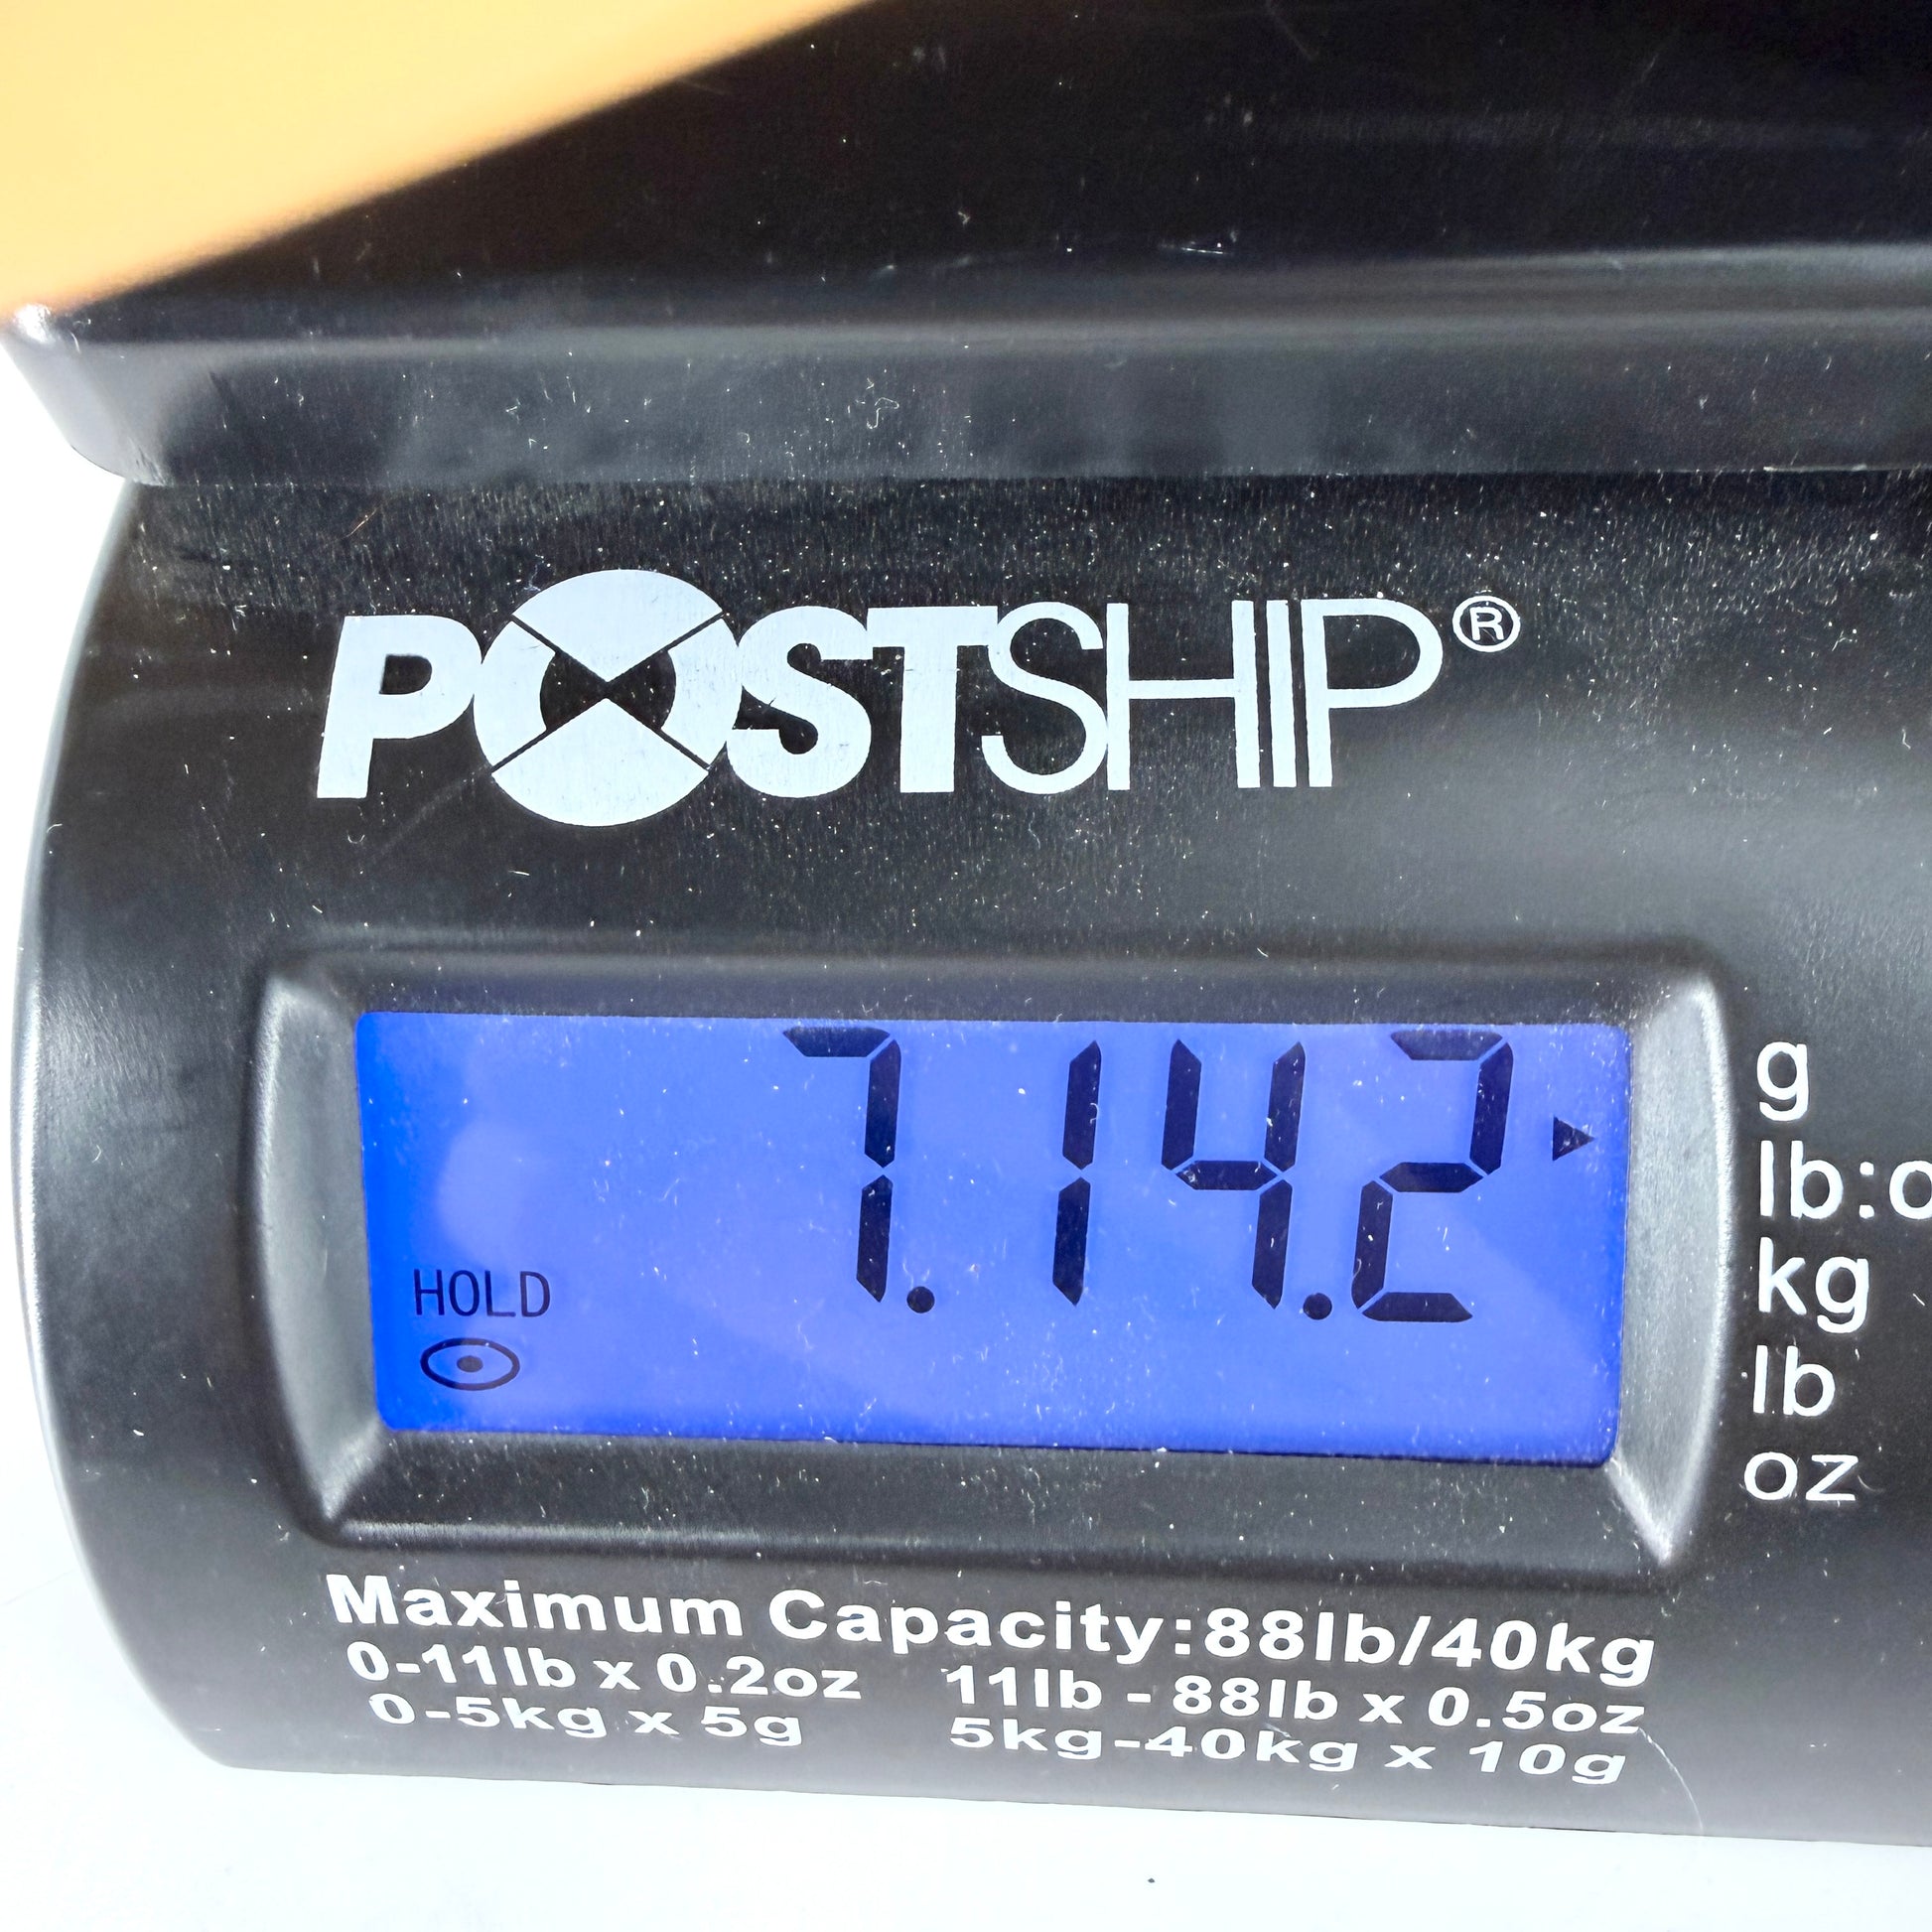 POSTSHIP®
7.14.2
HOLD
g
lb:o
kg
lb
oz
Maximum Capacity:88lb/40kg
0-11lb x 0.2oz 11lb - 88lb x 0.5oz
0-5kg x 5g 5kg-40kg x 10g